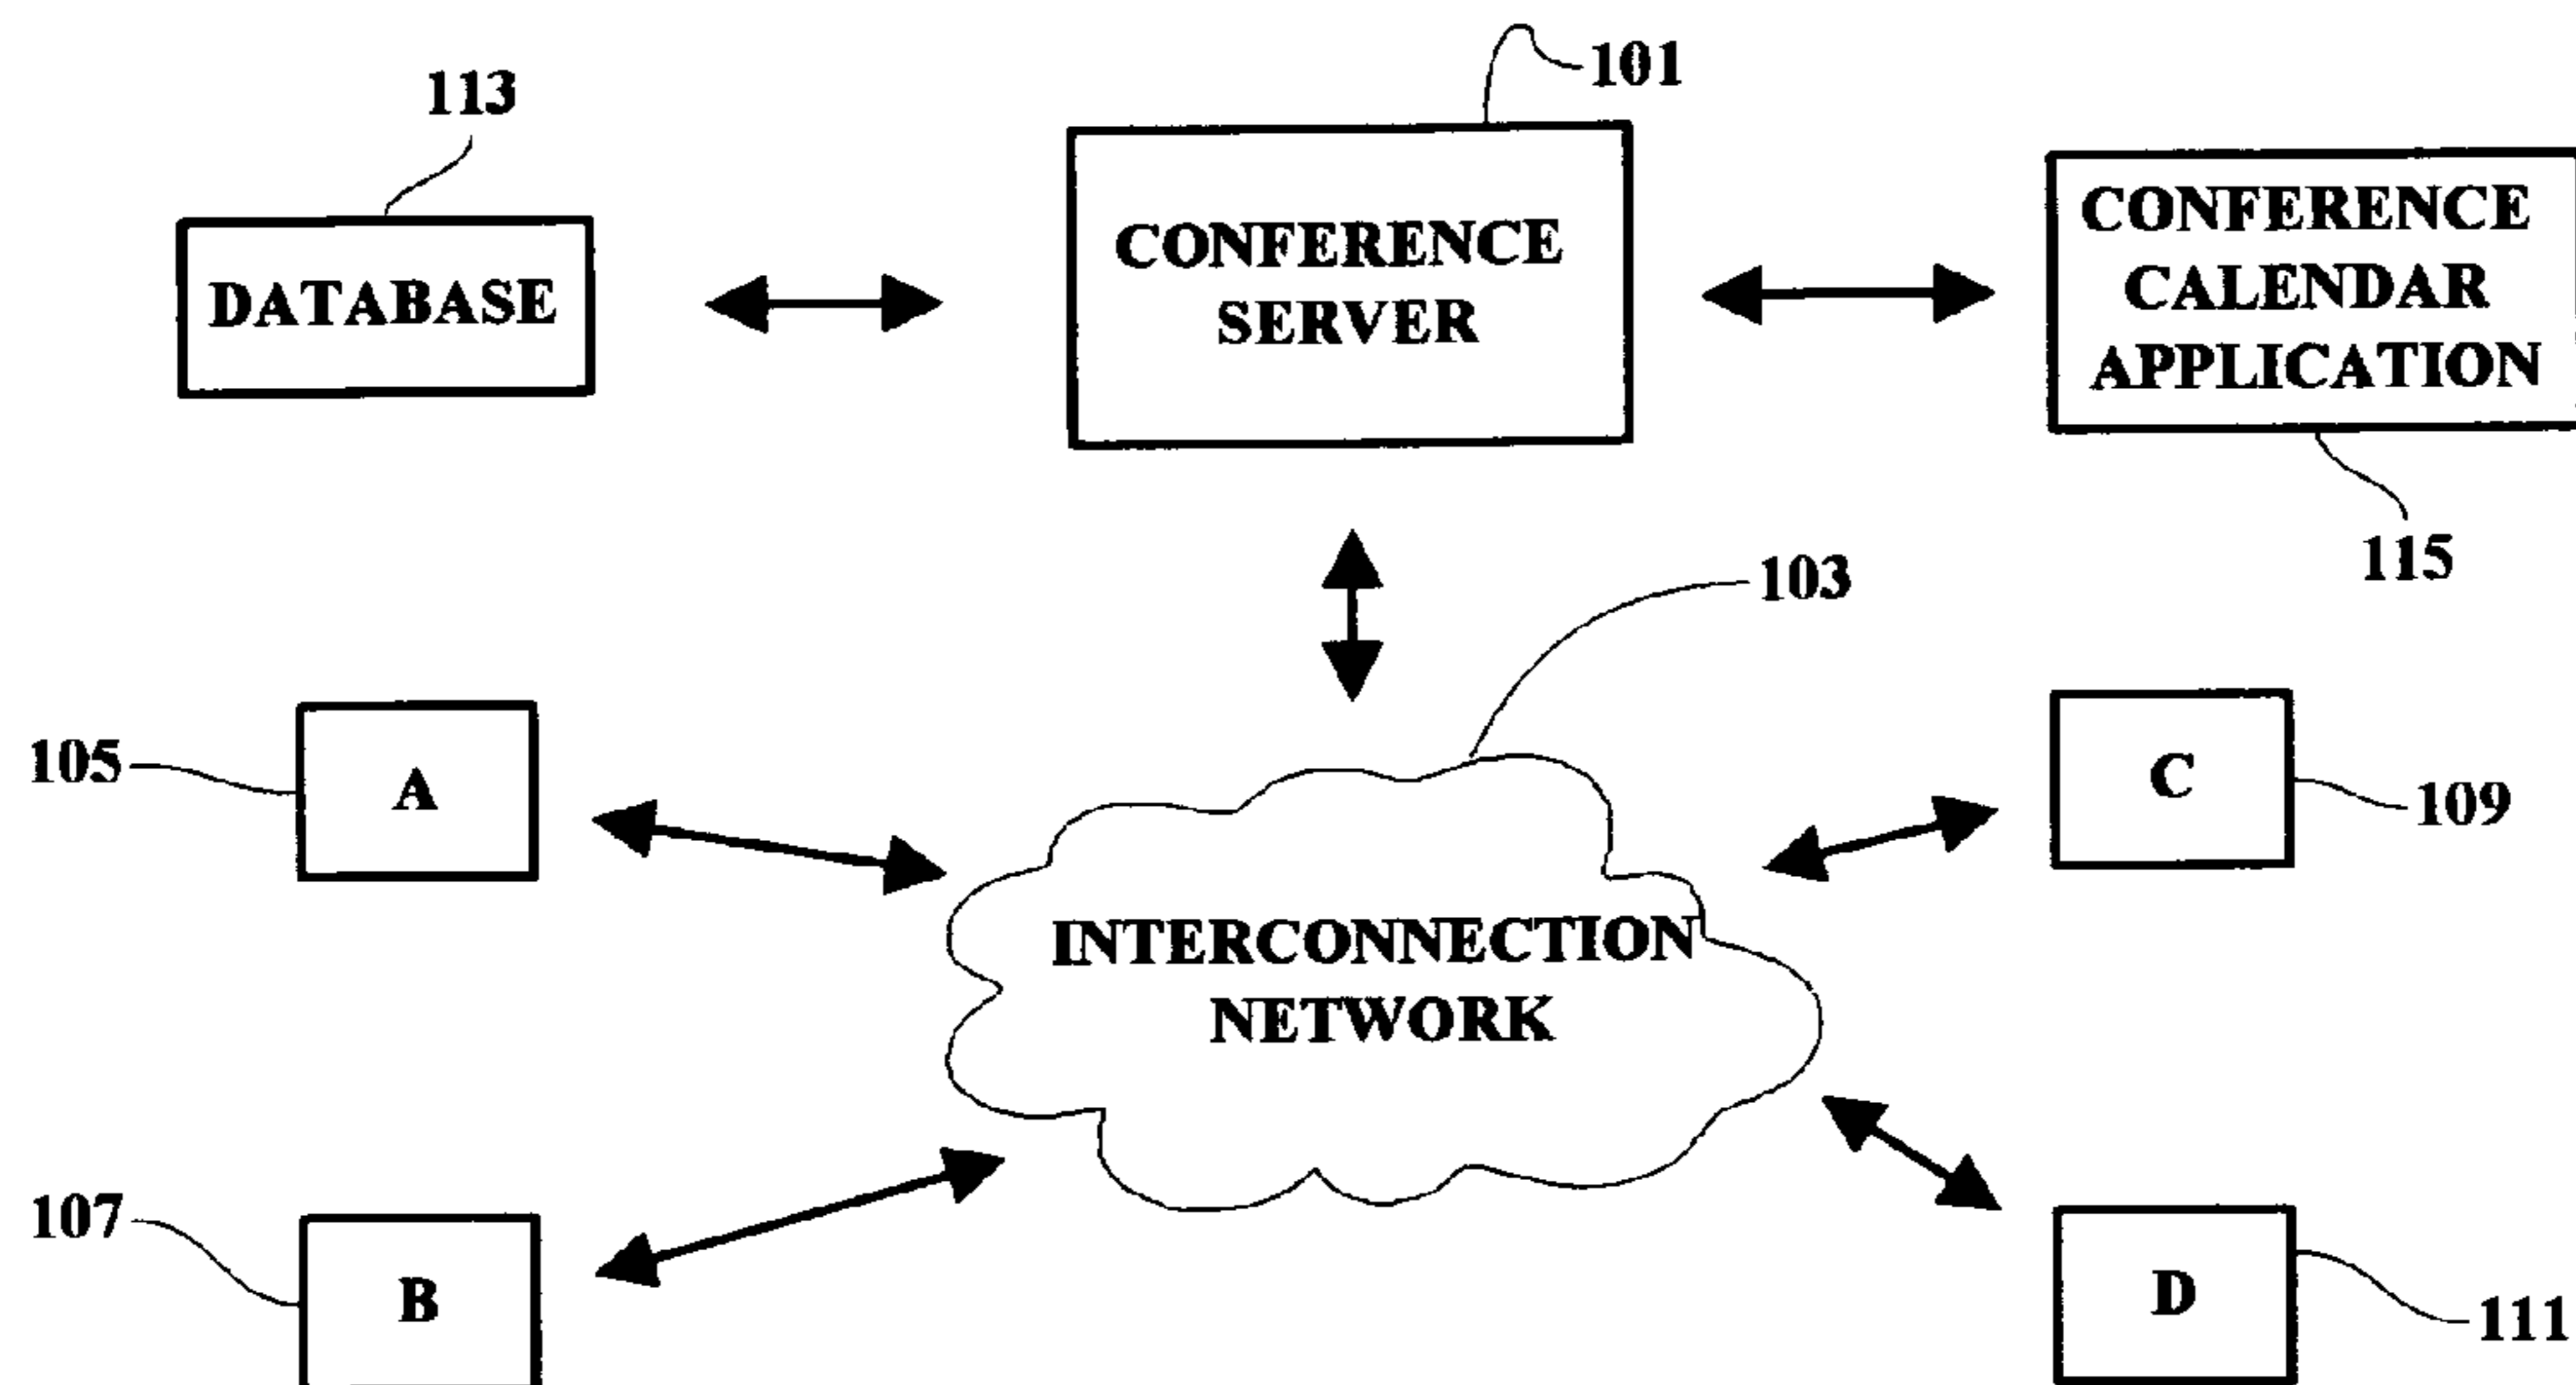 101
113
CONFERENCE
SERVER
CONFERENCE
CALENDAR
APPLICATION
DATABASE
115
103
105
A
C
109
INTERCONNECTION
NETWORK
107
B
D
111